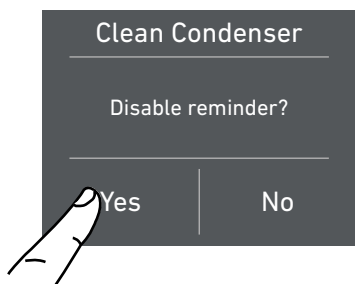 Clean Condenser
Disable reminder?
Yes
No